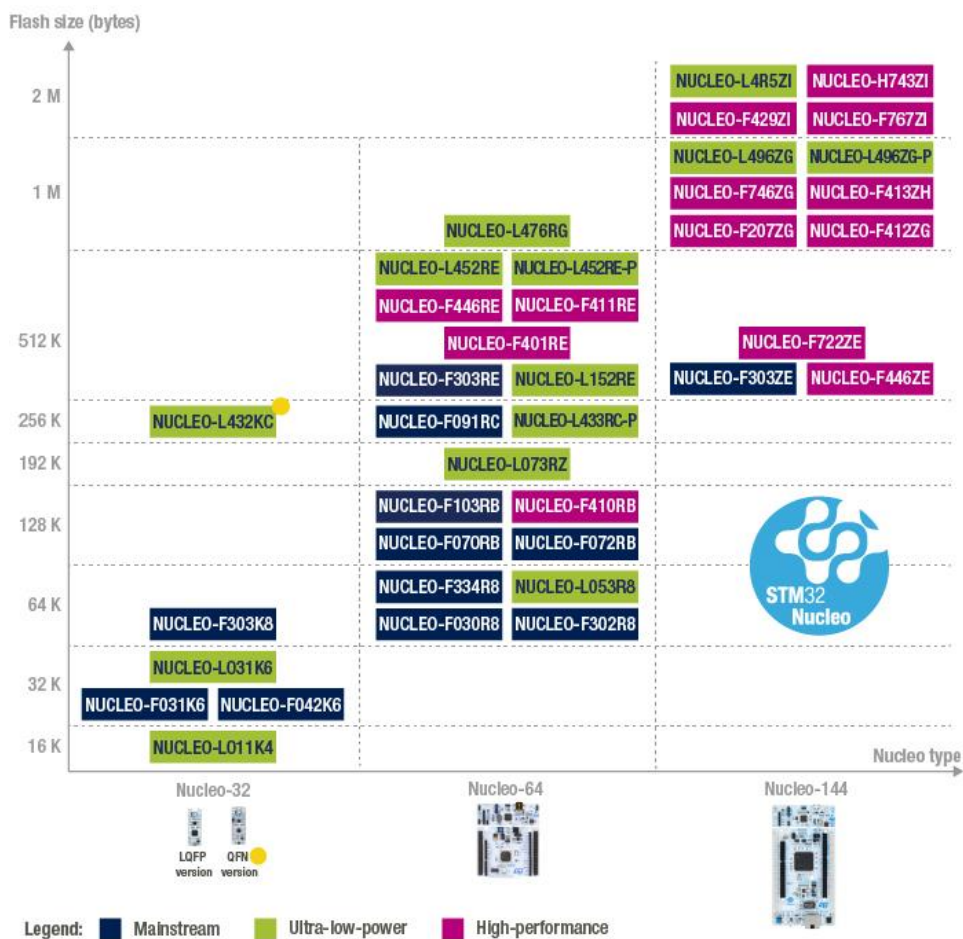 Flash size (bytes)
2 M
NUCLEO-L4R5ZI NUCLEO-H743ZI
NUCLEO-F429ZI NUCLEO-F767ZI
1 M
NUCLEO-L496ZG NUCLEO-L496ZG-P
NUCLEO-F746ZG NUCLEO-F413ZH
NUCLEO-L476RG NUCLEO-F207ZG NUCLEO-F412ZG
NUCLEO-L452RE NUCLEO-L452RE-P
NUCLEO-F446RE NUCLEO-F411RE
512 K NUCLEO-F401RE NUCLEO-F722ZE
NUCLEO-F303RE NUCLEO-L152RE NUCLEO-F303ZE NUCLEO-F446ZE
256 K NUCLEO-L432KC NUCLEO-F091RC NUCLEO-L433RC-P
192 K NUCLEO-L073RZ
NUCLEO-F103RB NUCLEO-F410RB
128 K
NUCLEO-F070RB NUCLEO-F072RB
NUCLEO-F334R8 NUCLEO-L053R8
STM32
Nucleo
64 K
NUCLEO-F303K8 NUCLEO-F030R8 NUCLEO-F302R8
NUCLEO-L031K6
32 K
NUCLEO-F031K6 NUCLEO-F042K6
16 K NUCLEO-L011K4
Nucleo type
Nucleo-32 Nucleo-64 Nucleo-144
LQFP version
QFN version
Legend: Mainstream Ultra-low-power High-performance